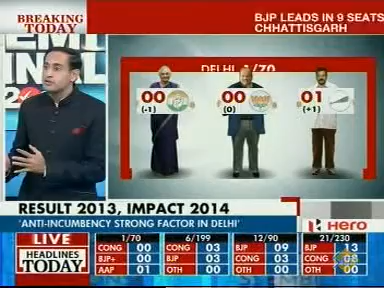 BREAKING
TODAY
BJP LEADS IN 9 SEATS
CHHATTISGARH
DELHI 1/70
00
(-1)
00
(0)
01
(+1)
RESULT 2013, IMPACT 2014
'ANTI-INCUMBENCY STRONG FACTOR IN DELHI'
Hero
LIVE
HEADLINES
TODAY
1/70
CONG 00
BJP+ 00
AAP 01
6/199
CONG 03
BJP 03
OTH 00
12/90
BJP 09
CONG 03
OTH 00
21/230
BJP 13
CONG 08
OTH 00